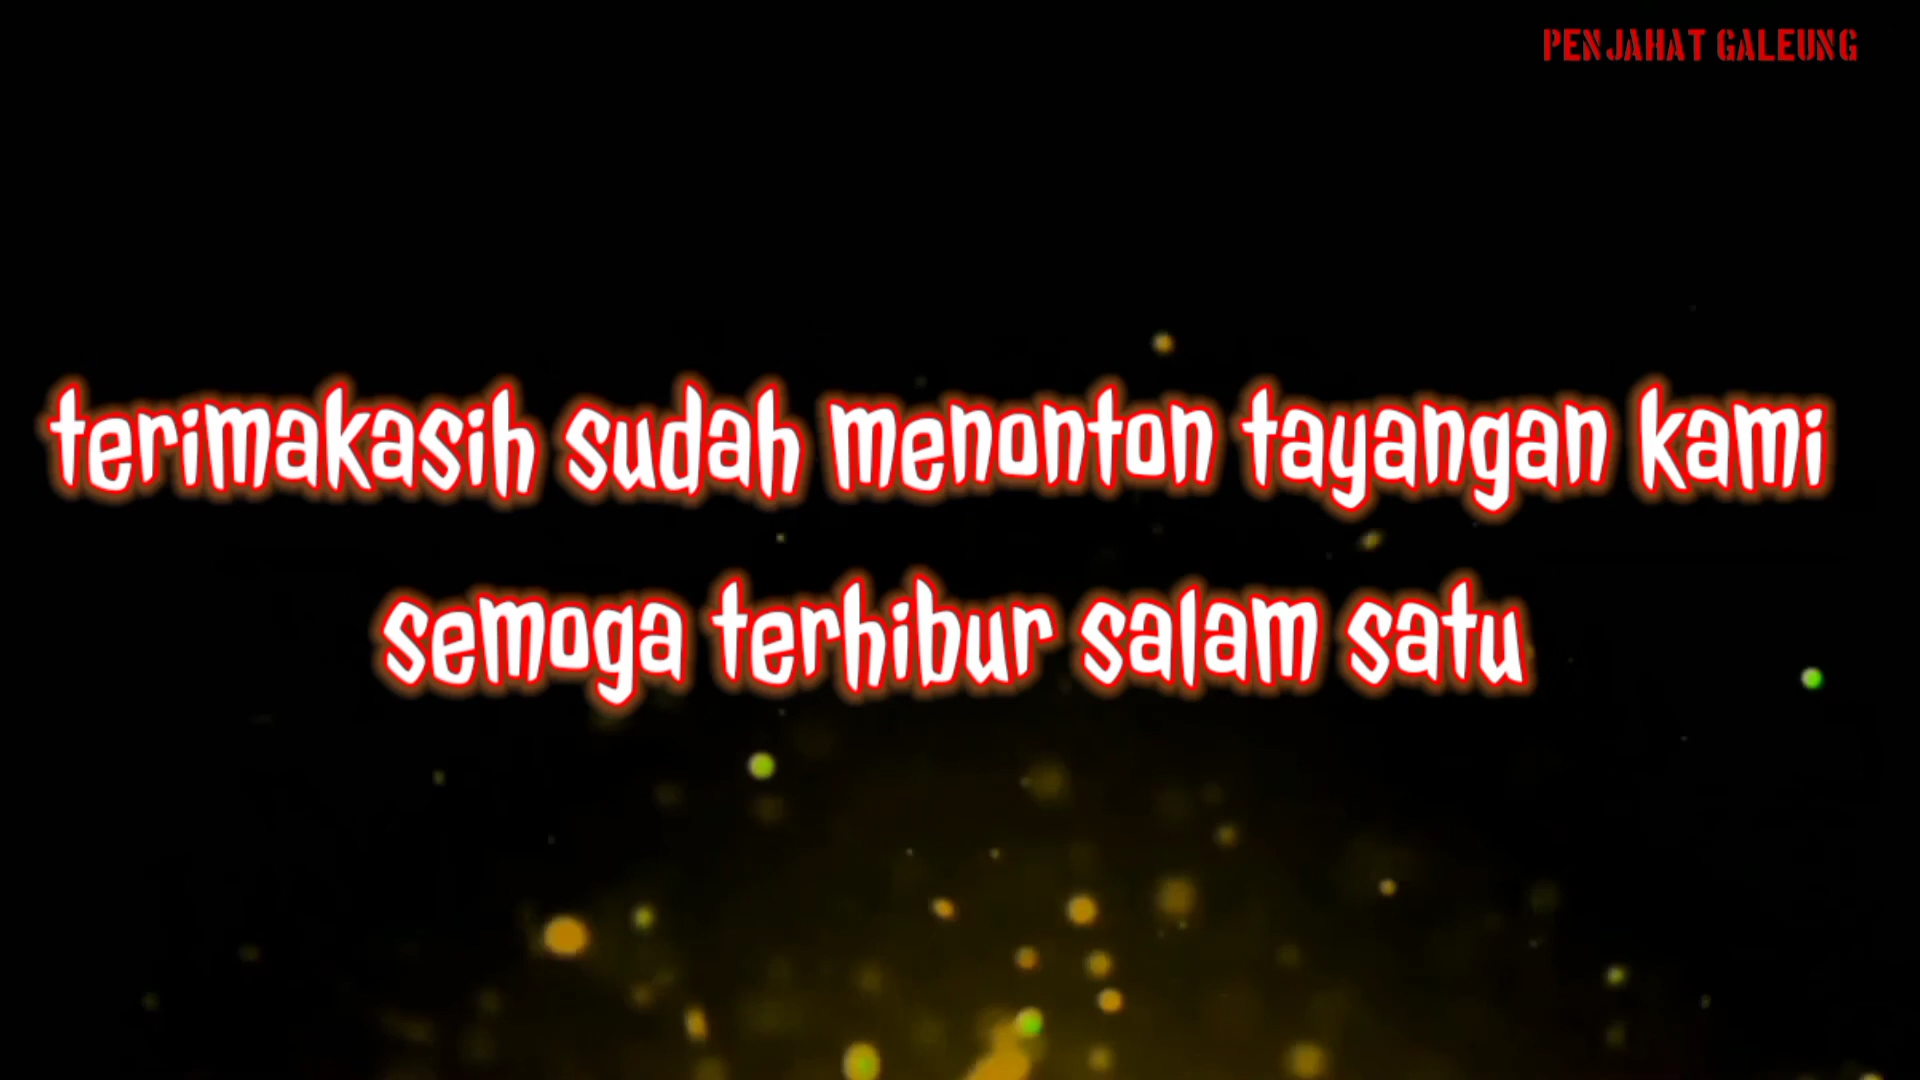 PENJAHAT GALEUNG
terimakasih sudah menonton tayangan kami
semoga terhibur salam satu